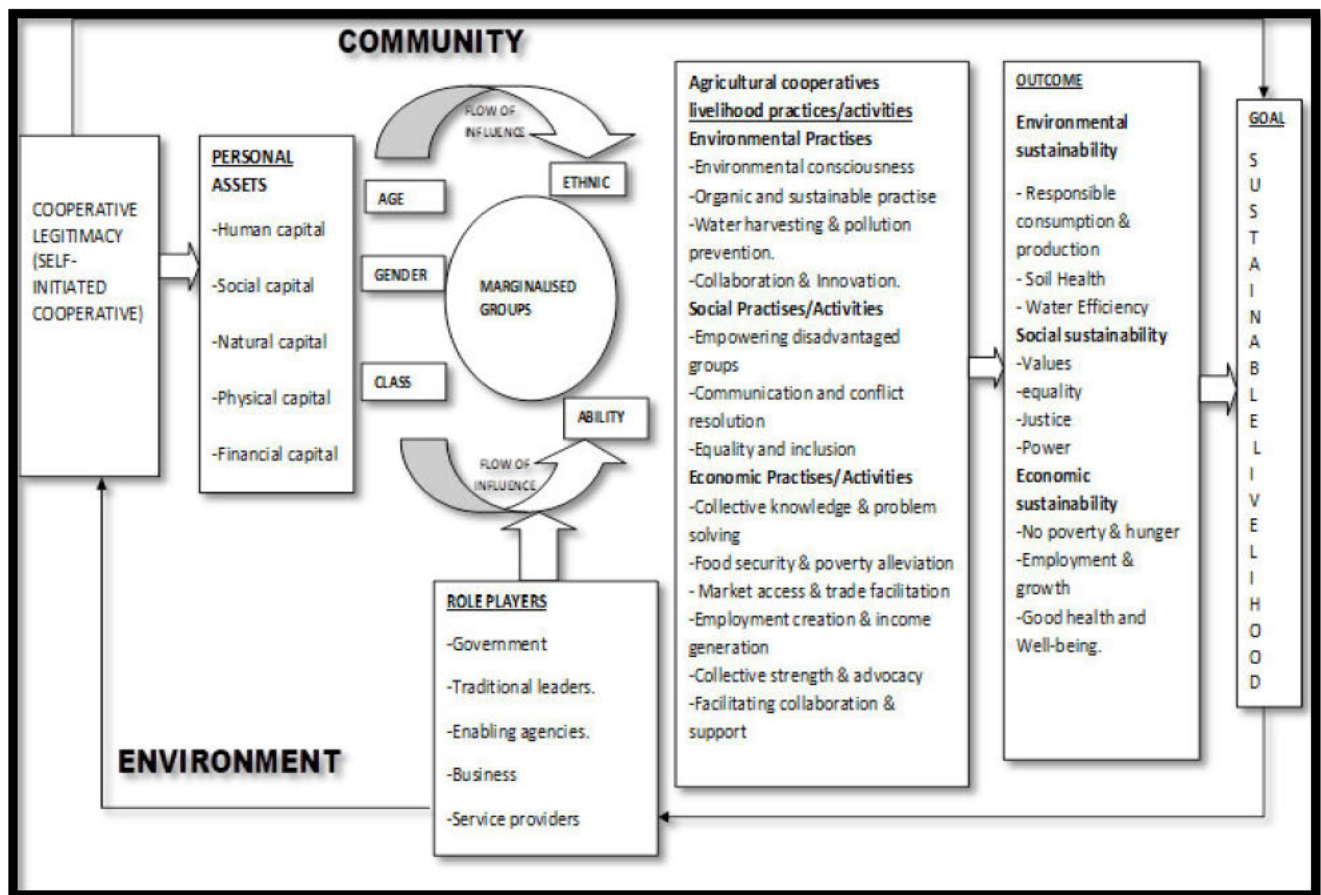 COMMUNITY
COOPERATIVE
LEGITIMACY
(SELF-
INITIATED
COOPERATIVE)
PERSONAL
ASSETS
-Human capital
-Social capital
-Natural capital
-Physical capital
-Financial capital
FLOW OF
INFLUENCE
AGE
ETHNIC
GENDER
MARGINALISED
GROUPS
CLASS
ABILITY
FLOW OF
INFLUENCE
ROLE PLAYERS
-Government
-Traditional leaders.
-Enabling agencies.
-Business
-Service providers
ENVIRONMENT
Agricultural cooperatives
livelihood practices/activities
Environmental Practises
-Environmental consciousness
-Organic and sustainable practise
-Water harvesting & pollution
prevention.
-Collaboration & Innovation.
Social Practises/Activities
-Empowering disadvantaged
groups
-Communication and conflict
resolution
-Equality and inclusion
Economic Practises/Activities
-Collective knowledge & problem
solving
-Food security & poverty alleviation
- Market access & trade facilitation
-Employment creation & income
generation
-Collective strength & advocacy
-Facilitating collaboration &
support
OUTCOME
Environmental
sustainability
- Responsible
consumption &
production
- Soil Health
- Water Efficiency
Social sustainability
-Values
-equality
-Justice
-Power
Economic
sustainability
-No poverty & hunger
-Employment &
growth
-Good health and
Well-being.
GOAL
S
U
S
T
A
I
N
A
B
L
E
L
I
V
E
L
I
H
O
O
D